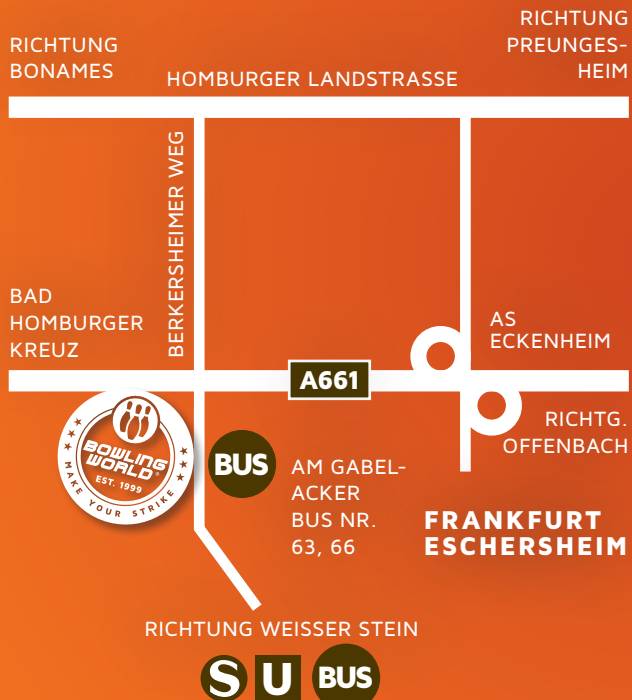 RICHTUNG
BONAMES
HOMBURGER LANDSTRASSE
RICHTUNG
PREUNGES-
HEIM
BERKERSHEIMER WEG
BAD
HOMBURGER
KREUZ
AS
ECKENHEIM
A661
RICHTG.
OFFENBACH
BOWLING
WORLD®
EST. 1999
MAKE YOUR STRIKE
BUS
AM GABEL-
ACKER
BUS NR.
63, 66
FRANKFURT
ESCHERSHEIM
RICHTUNG WEISSER STEIN
S U BUS